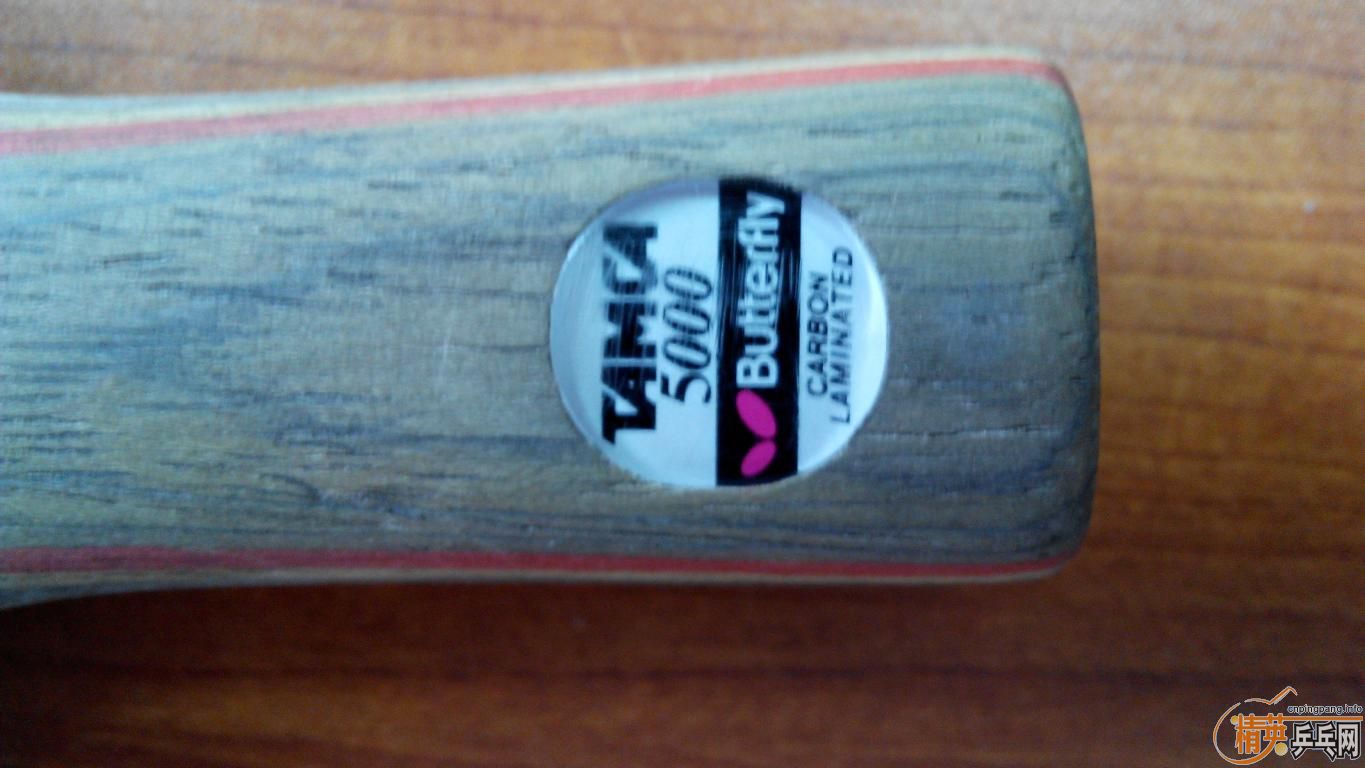 TAMCA
5000
Butterfly
CARBON
LAMINATED
cnpingpang.info
精英乒乓网